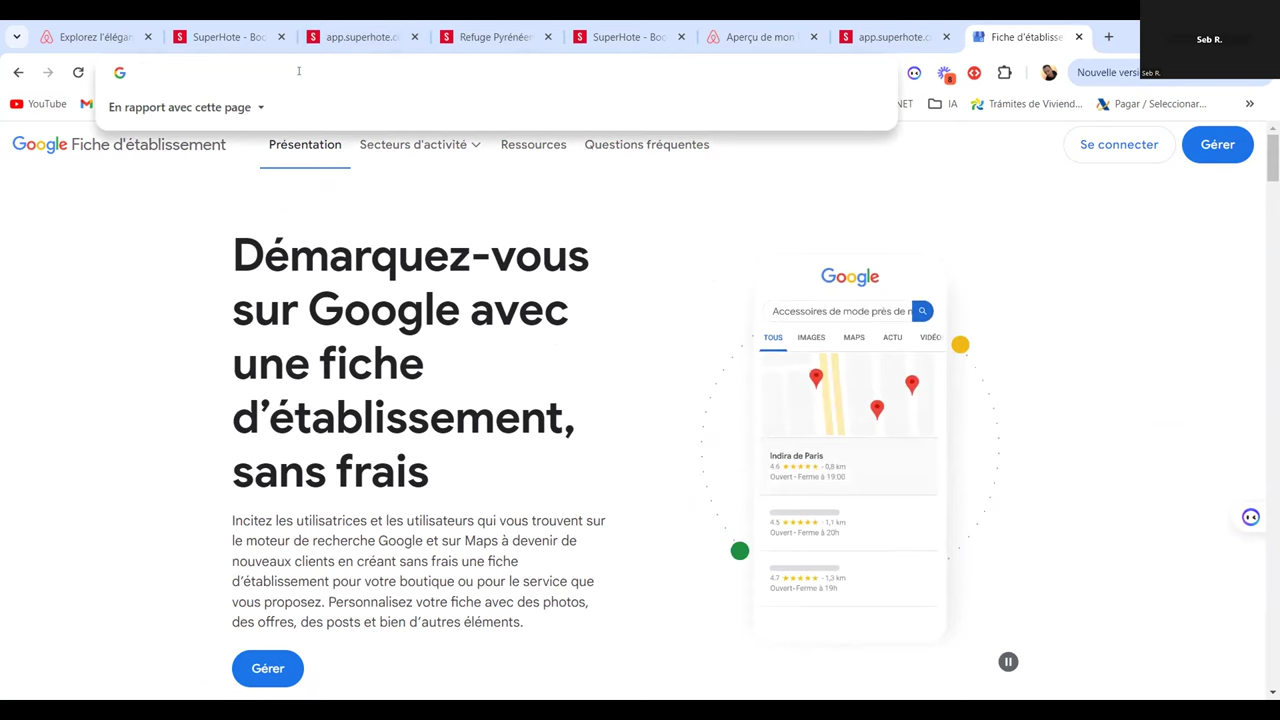 Explorez l'élégan
SuperHote - Boo
app.superhote.c
Refuge Pyrénée
SuperHote - Boo
Aperçu de mon
app.superhote.c
Fiche d'établisse
Seb R.
Nouvelle versi
Seb R.
8
En rapport avec cette page
YouTube
NET
IA
Trámites de Viviend...
Pagar / Seleccionar...
Google Fiche d'établissement
Présentation
Secteurs d'activité
Ressources
Questions fréquentes
Se connecter
Gérer
Démarquez-vous
sur Google avec
une fiche
d’établissement,
sans frais
Incitez les utilisatrices et les utilisateurs qui vous trouvent sur
le moteur de recherche Google et sur Maps à devenir de
nouveaux clients en créant sans frais une fiche
d'établissement pour votre boutique ou pour le service que
vous proposez. Personnalisez votre fiche avec des photos,
des offres, des posts et bien d’autres éléments.
Gérer
Google
Accessoires de mode près de m
TOUS
IMAGES
MAPS
ACTU
VIDÉO
Indira de Paris
4.6 ★★★★★ - 0,8 km
Ouvert • Ferme à 19:00
4.5 ★★★★★ - 1,1 km
Ouvert • Ferme à 20h
4.7 ★★★★★ - 1,3 km
Ouvert•Ferme à 19h